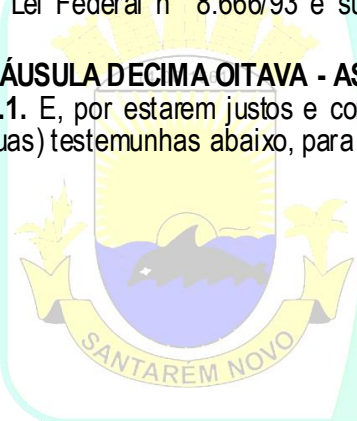 Lei Federal nº 8.666/93 e su
ÁUSULA DECIMA OITAVA - AS
.1. E, por estarem justos e co
uas) testemunhas abaixo, para
SANTARÉM NOVO